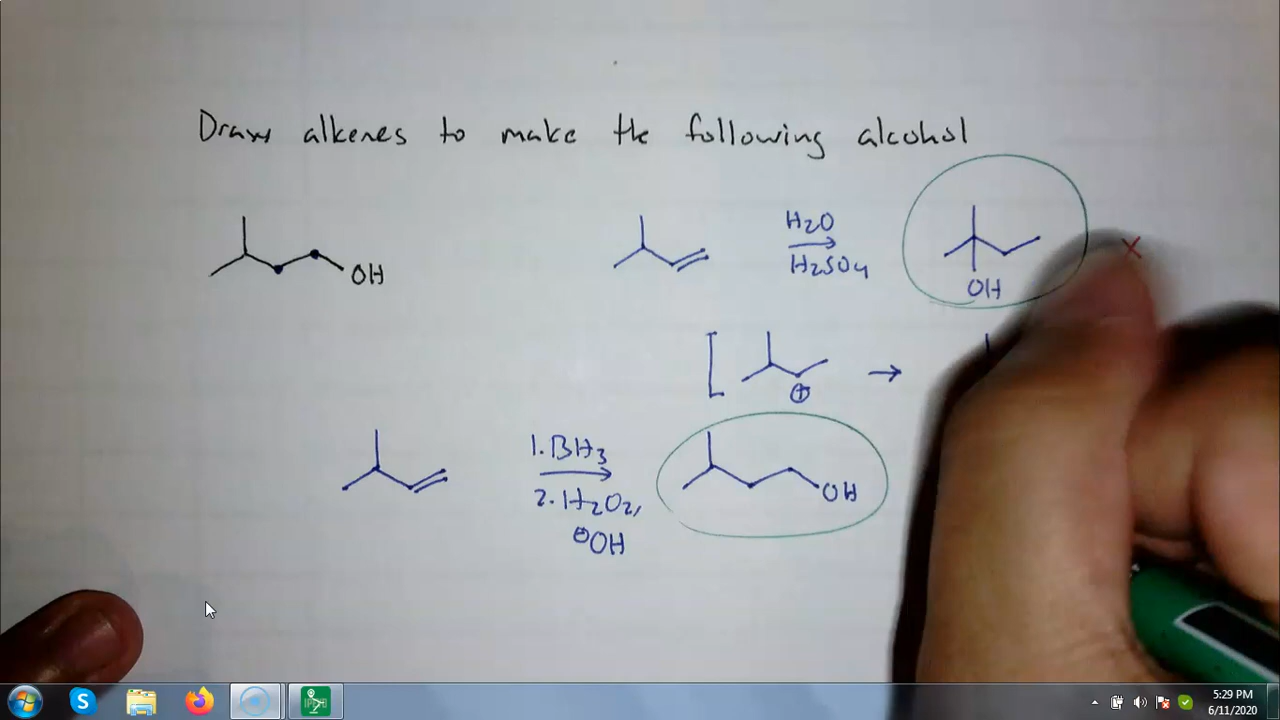 Draw alkenes to make the following alcohol
OH
H2O
H2SO4
OH
X
⊕
1. BH3
2. H2O2,
⊖OH
OH
5:29 PM
6/11/2020